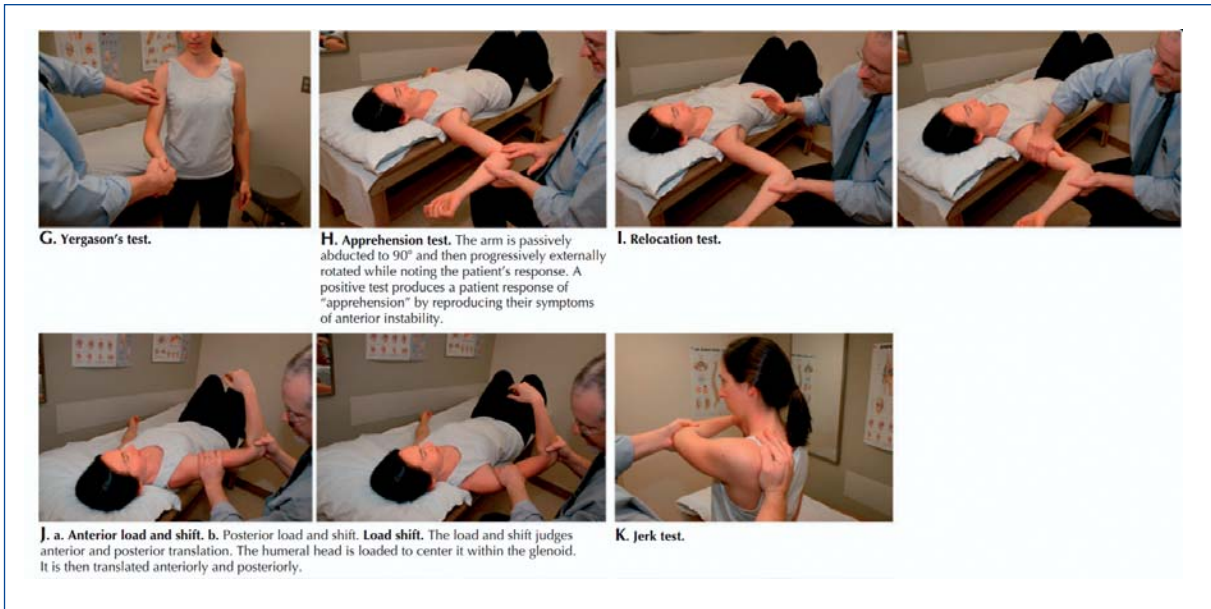 G. Yergason's test.
H. Apprehension test. The arm is passively
abducted to 90° and then progressively externally
rotated while noting the patient's response. A
positive test produces a patient response of
"apprehension" by reproducing their symptoms
of anterior instability.
I. Relocation test.
J. a. Anterior load and shift. b. Posterior load and shift. Load shift. The load and shift judges
anterior and posterior translation. The humeral head is loaded to center it within the glenoid.
It is then translated anteriorly and posteriorly.
K. Jerk test.